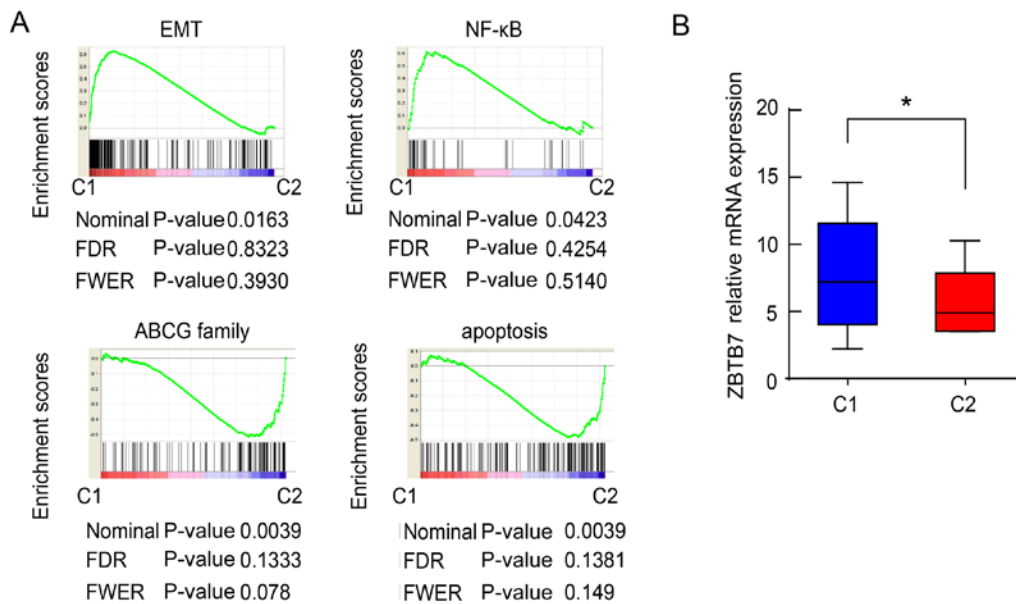 A
EMT
Enrichment scores
C1 C2
Nominal P-value 0.0163
FDR P-value 0.8323
FWER P-value 0.3930
NF-κB
Enrichment scores
C1 C2
Nominal P-value 0.0423
FDR P-value 0.4254
FWER P-value 0.5140
ABCG family
Enrichment scores
C1 C2
Nominal P-value 0.0039
FDR P-value 0.1333
FWER P-value 0.078
apoptosis
Enrichment scores
C1 C2
Nominal P-value 0.0039
FDR P-value 0.1381
FWER P-value 0.149
B
ZBTB7 relative mRNA expression
20
15
10
5
0
*
C1 C2